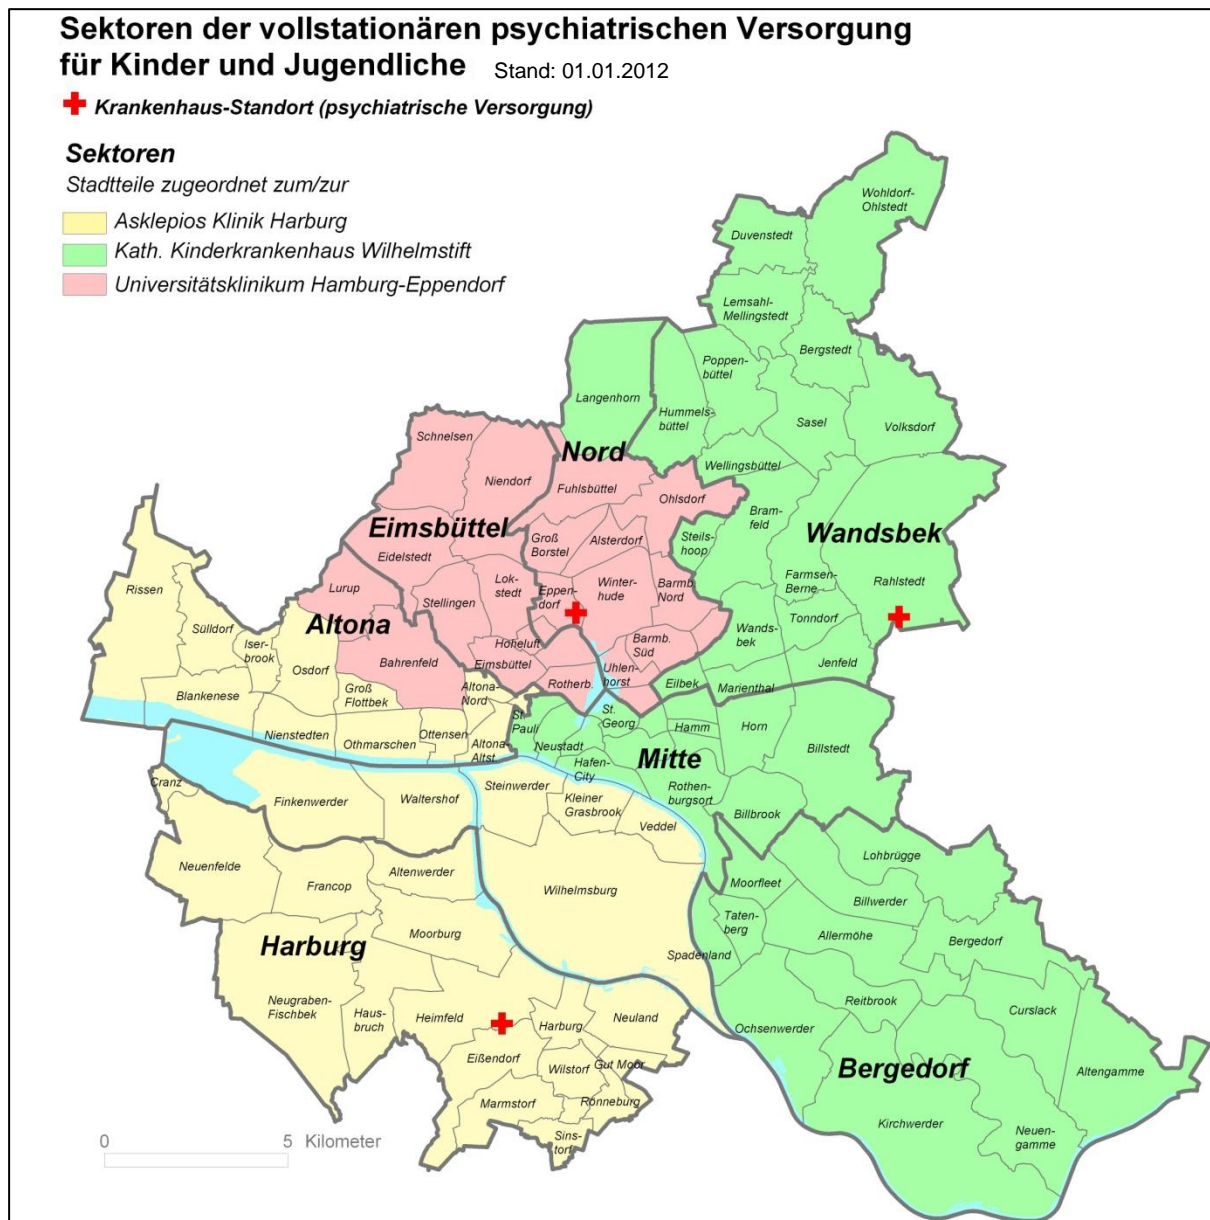 Sektoren der vollstationären psychiatrischen Versorgung
für Kinder und Jugendliche Stand: 01.01.2012
Krankenhaus-Standort (psychiatrische Versorgung)
Sektoren
Stadtteile zugeordnet zum/zur
Asklepios Klinik Harburg
Kath. Kinderkrankenhaus Wilhelmstift
Universitätsklinikum Hamburg-Eppendorf
Wohldorf-
Ohlstedt
Duvenstedt
Lemsahl-
Mellingstedt
Bergstedt
Poppen-
büttel
Langenhorn
Hummels-
büttel
Sasel
Volksdorf
Schnelsen
Nord
Wellingsbüttel
Niendorf
Fuhlsbüttel
Ohlsdorf
Bram-
feld
Eimsbüttel
Wandsbek
Groß
Borstel
Alsterdorf
Steils-
hoop
Eidelstedt
Rissen
Lurup
Lok-
stedt
Stellingen
Eppen-
dorf
Winter-
hude
Barmb.
Nord
Farmsen-
Berne
Rahlstedt
Sülldorf
Altona
Tonndorf
Iser-
brook
Osdorf
Bahrenfeld
Hoheluft
Eimsbüttel
Barmb.
Süd
Wands-
bek
Jenfeld
Blankenese
Groß
Flottbek
Altona-
Nord
Rotherb.
Uhlen-
horst
Eilbek
Marienthal
Nienstedten
Othmarschen
Ottensen
Altona-
Altst.
St.
Pauli
Neustadt
St.
Georg
Hamm
Horn
Billstedt
Mitte
Hafen-
City
Cranz
Finkenwerder
Waltershof
Steinwerder
Kleiner
Grasbrook
Veddel
Rothen-
burgsort
Billbrook
Neuenfelde
Francop
Altenwerder
Wilhelmsburg
Moorfleet
Lohbrügge
Billwerder
Moorburg
Harburg
Taten-
berg
Allermöhe
Bergedorf
Spadenland
Neugraben-
Fischbek
Haus-
bruch
Heimfeld
Harburg
Neuland
Ochsenwerder
Reitbrook
Curslack
Eißendorf
Wilstorf
Gut Moor
Bergedorf
Altengamme
Marmstorf
Rönneburg
Kirchwerder
Neuen-
gamme
Sins-
torf
0 5 Kilometer